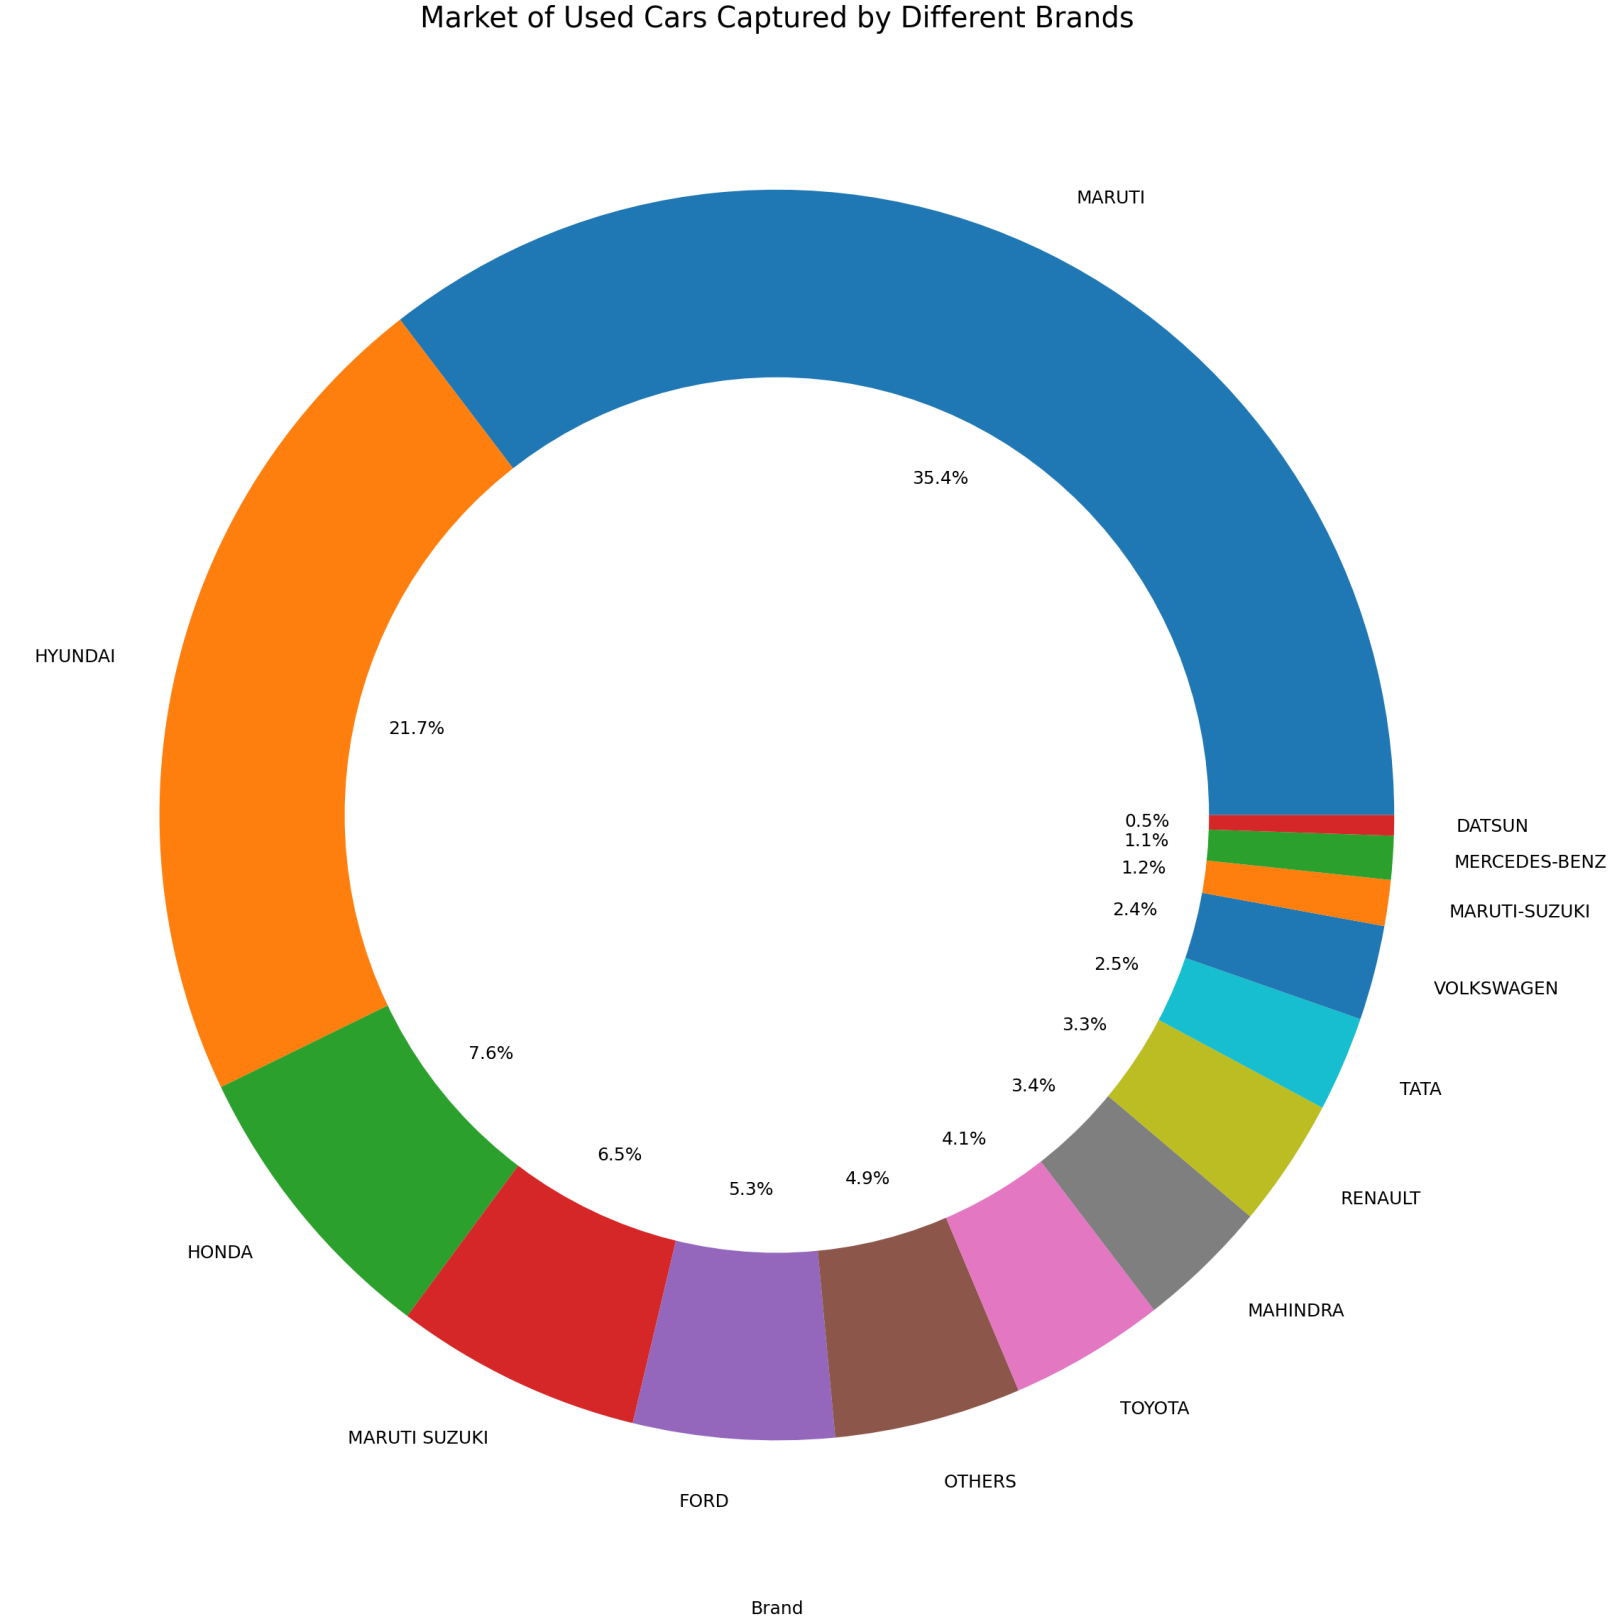 Market of Used Cars Captured by Different Brands
MARUTI
35.4%
HYUNDAI
21.7%
0.5%
DATSUN
1.1%
MERCEDES-BENZ
1.2%
MARUTI-SUZUKI
2.4%
VOLKSWAGEN
2.5%
TATA
3.3%
RENAULT
3.4%
MAHINDRA
4.1%
TOYOTA
4.9%
OTHERS
5.3%
FORD
6.5%
MARUTI SUZUKI
7.6%
HONDA
Brand